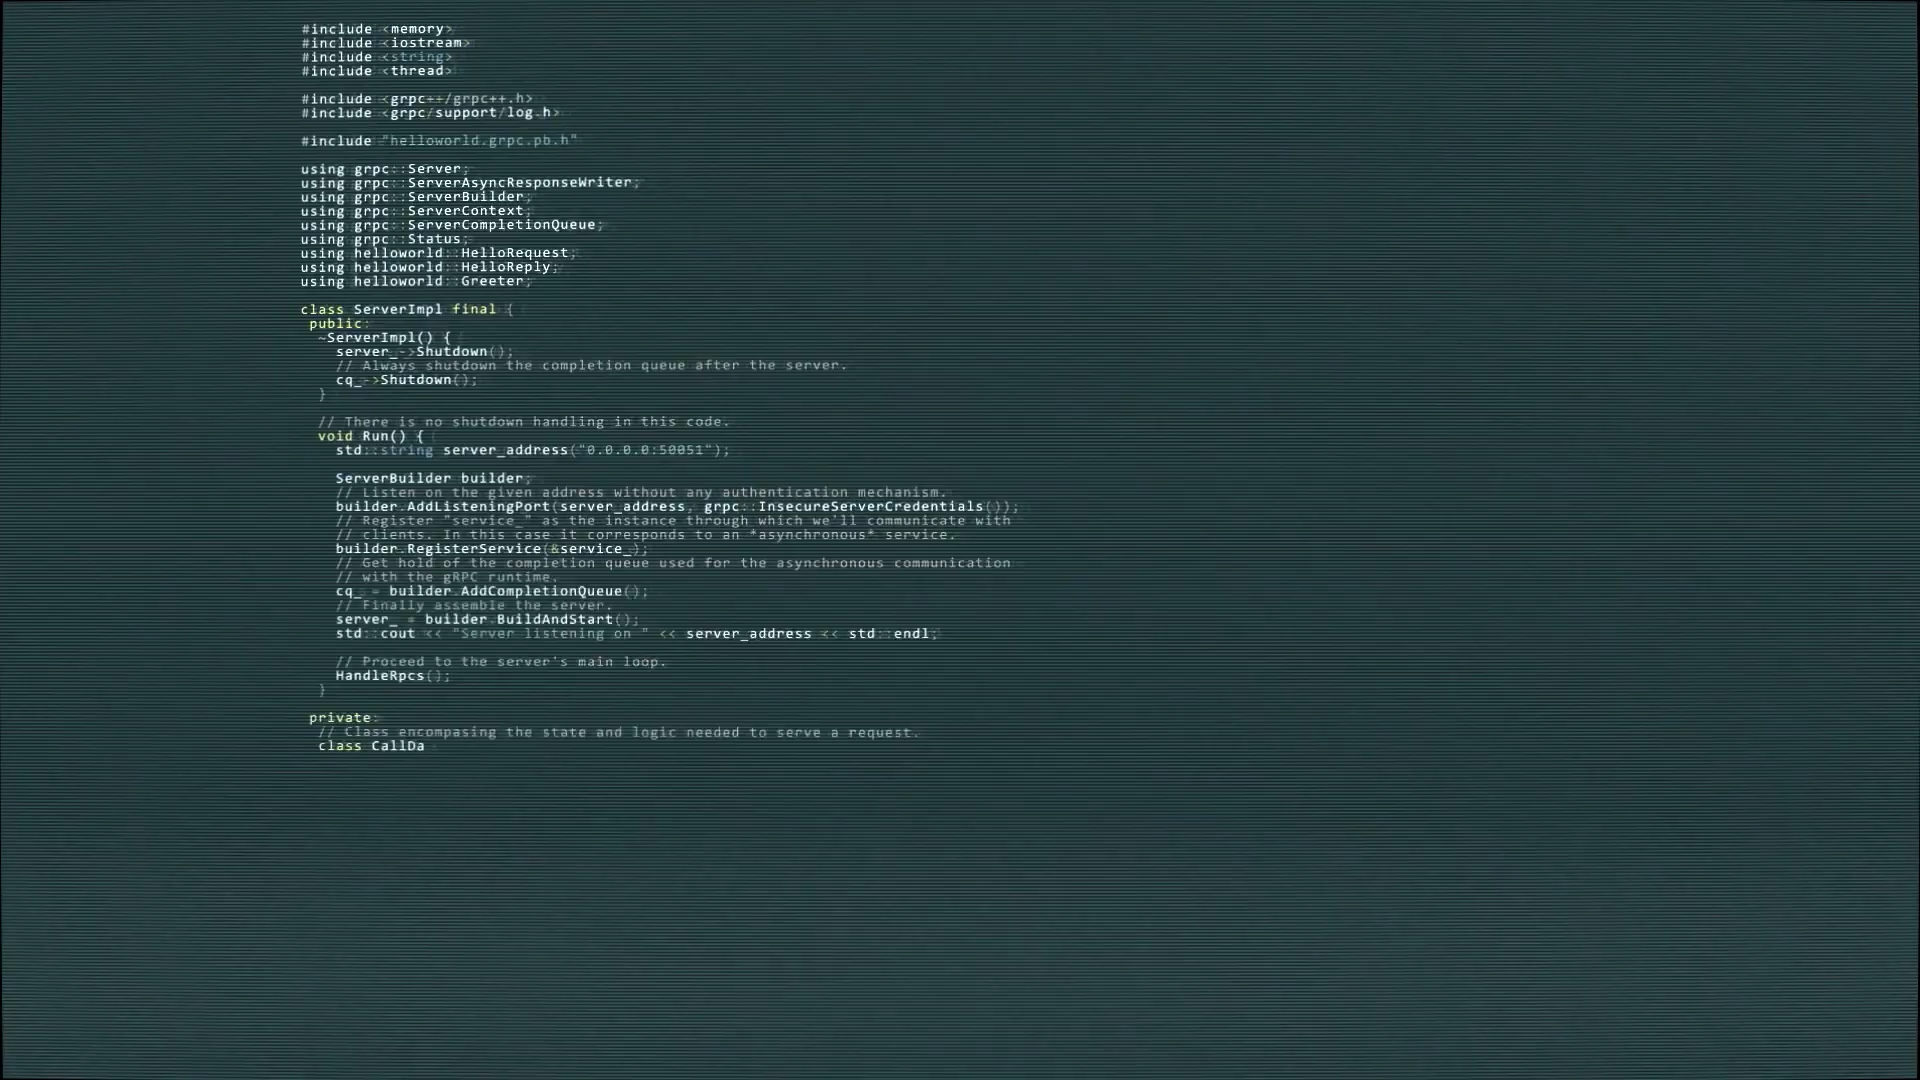 #include <memory>
#include <iostream>
#include <string>
#include <thread>
#include <grpc++/grpc++.h>
#include <grpc/support/log.h>
#include "helloworld.grpc.pb.h"
using grpc::Server;
using grpc::ServerAsyncResponseWriter;
using grpc::ServerBuilder;
using grpc::ServerContext;
using grpc::ServerCompletionQueue;
using grpc::Status;
using helloworld::HelloRequest;
using helloworld::HelloReply;
using helloworld::Greeter;
class ServerImpl final {
public:
~ServerImpl() {
server_->Shutdown();
// Always shutdown the completion queue after the server.
cq_->Shutdown();
}
// There is no shutdown handling in this code.
void Run() {
std::string server_address("0.0.0.0:50051");
ServerBuilder builder;
// Listen on the given address without any authentication mechanism.
builder.AddListeningPort(server_address, grpc::InsecureServerCredentials());
// Register "service_" as the instance through which we'll communicate with
// clients. In this case it corresponds to an *asynchronous* service.
builder.RegisterService(&service_);
// Get hold of the completion queue used for the asynchronous communication
// with the gRPC runtime.
cq_ = builder.AddCompletionQueue();
// Finally assemble the server.
server_ = builder.BuildAndStart();
std::cout << "Server listening on " << server_address << std::endl;
// Proceed to the server's main loop.
HandleRpcs();
}
private:
// Class encompasing the state and logic needed to serve a request.
class CallDa